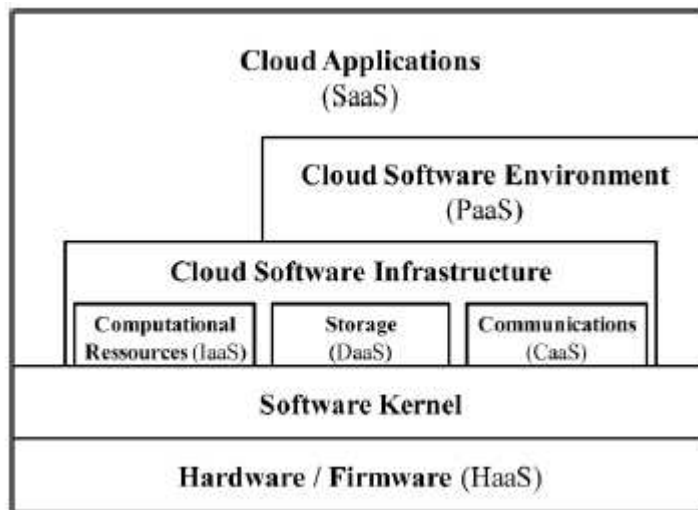 Cloud Applications
(SaaS)
Cloud Software Environment
(PaaS)
Cloud Software Infrastructure
Computational
Ressources (IaaS)
Storage
(DaaS)
Communications
(CaaS)
Software Kernel
Hardware / Firmware (HaaS)